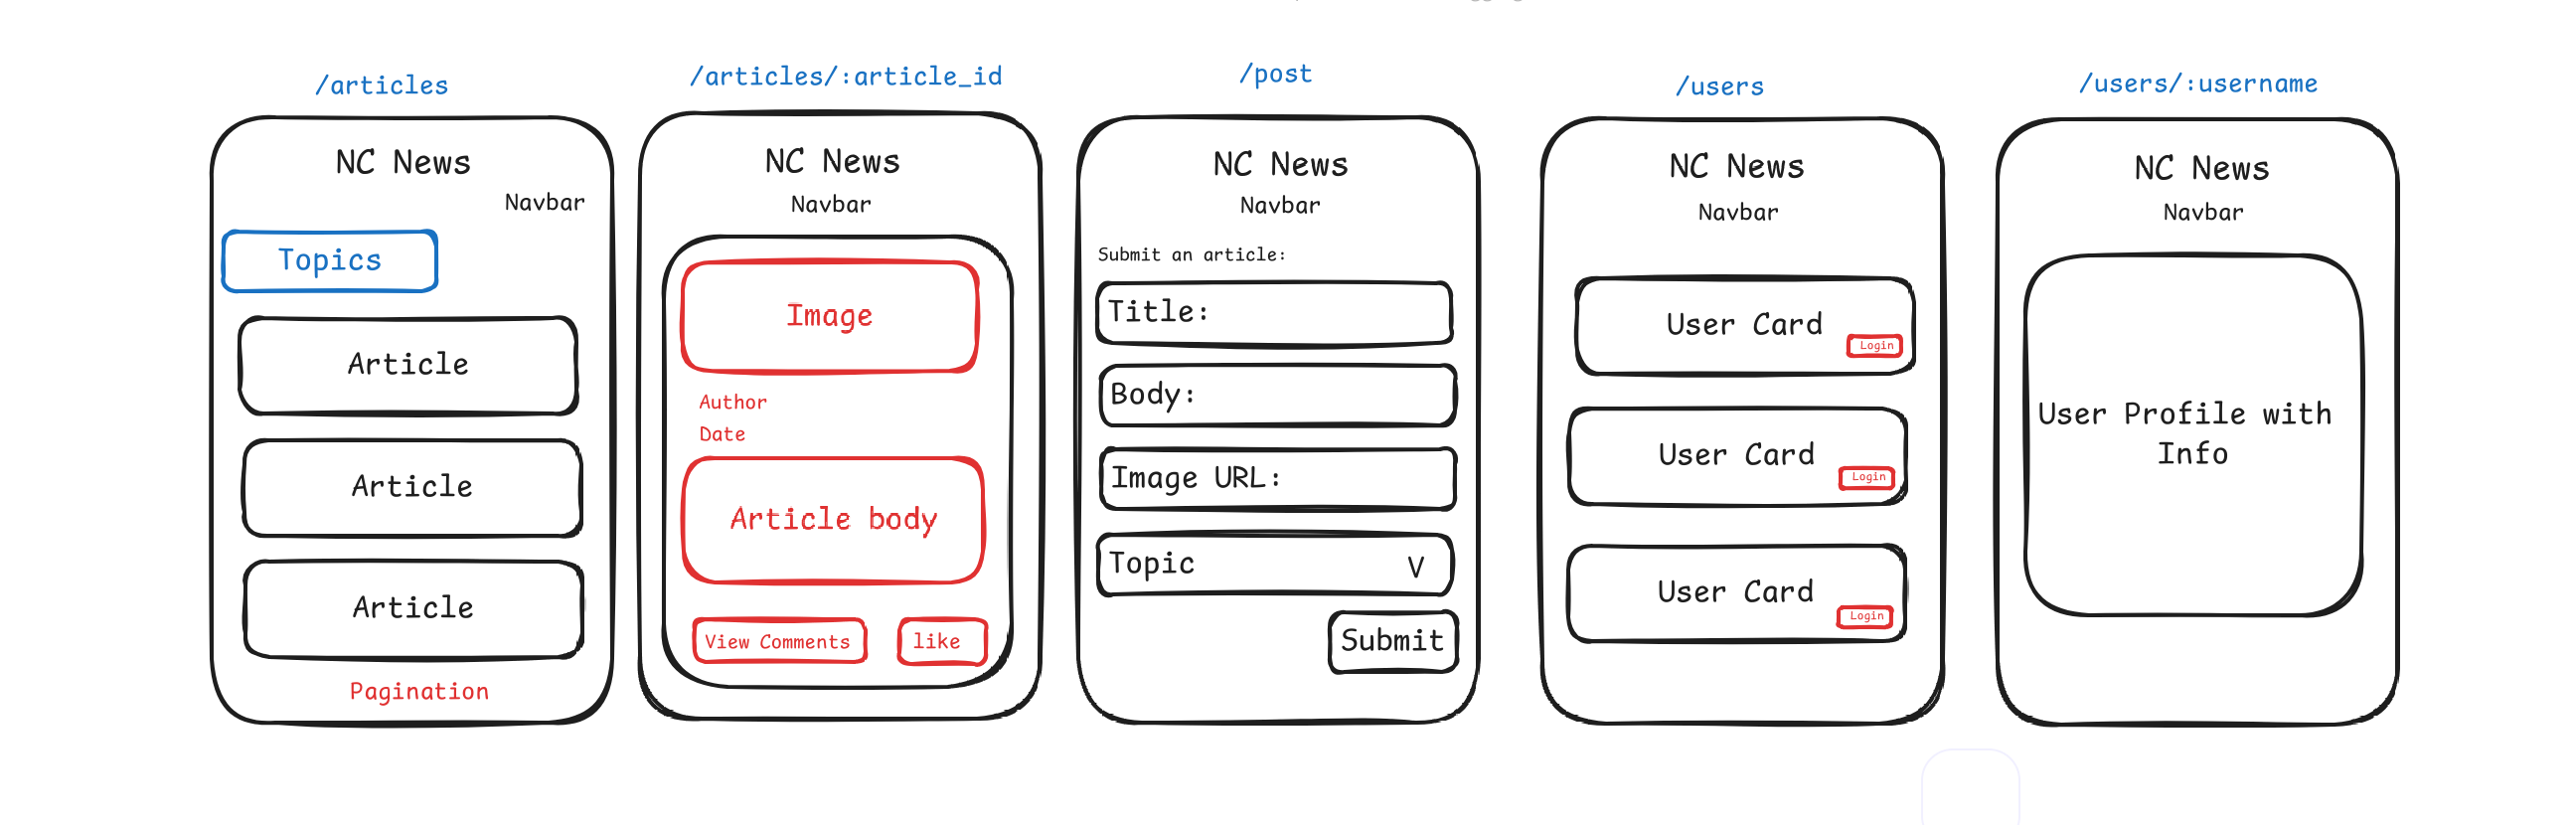 /articles
NC News
Navbar
Topics
Article
Article
Article
Pagination
/articles/:article_id
NC News
Navbar
Image
Author
Date
Article body
View Comments
like
/post
NC News
Navbar
Submit an article:
Title:
Body:
Image URL:
Topic V
Submit
/users
NC News
Navbar
User Card
Login
User Card
Login
User Card
Login
/users/:username
NC News
Navbar
User Profile with
Info